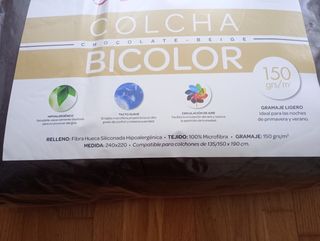 COLCHA
CHOCOLATE-BEIGE
BICOLOR
150
grs/m²
HIPOALERGÉNICO
TACTO SUAVE
CIRCULACIÓN DE AIRE
GRAMAJE LIGERO
Ideal para las noches
de primavera y verano.
RELLENO: Fibra Hueca Siliconada Hipoalergénica • TEJIDO: 100% Microfibra • GRAMAJE: 150 grs/m²
MEDIDA: 240x220 • Compatible para colchones de 135/150 x 190 cm.